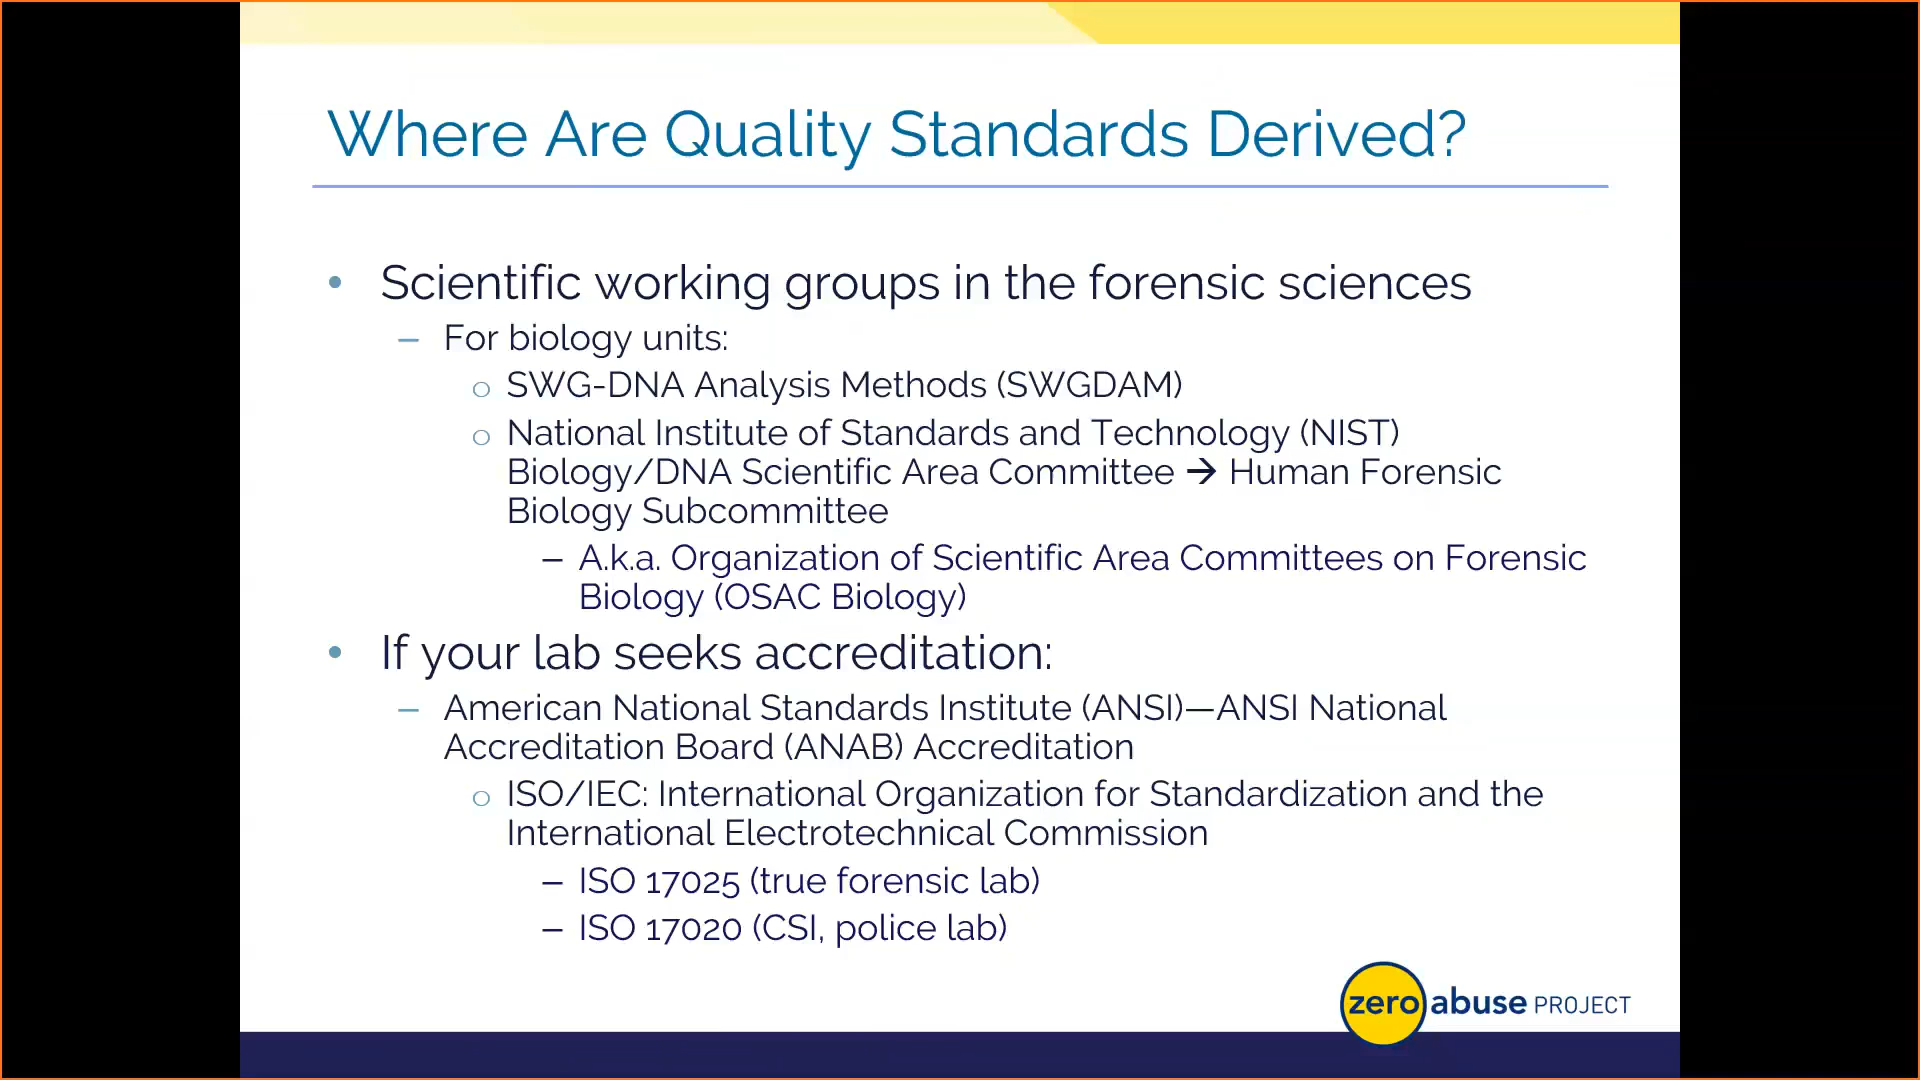 Where Are Quality Standards Derived?
• Scientific working groups in the forensic sciences
– For biology units:
o SWG-DNA Analysis Methods (SWGDAM)
o National Institute of Standards and Technology (NIST)
Biology/DNA Scientific Area Committee → Human Forensic
Biology Subcommittee
– A.k.a. Organization of Scientific Area Committees on Forensic
Biology (OSAC Biology)
• If your lab seeks accreditation:
– American National Standards Institute (ANSI)—ANSI National
Accreditation Board (ANAB) Accreditation
o ISO/IEC: International Organization for Standardization and the
International Electrotechnical Commission
– ISO 17025 (true forensic lab)
– ISO 17020 (CSI, police lab)
zero abuse PROJECT